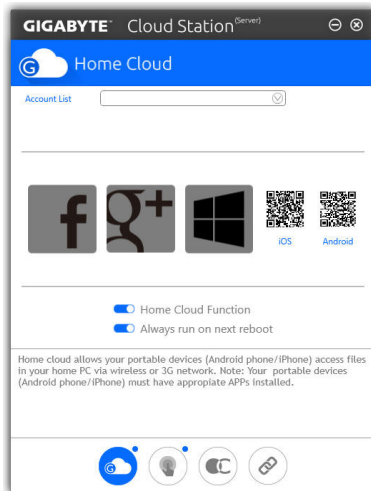 GIGABYTE™ Cloud Station (Server)
G Home Cloud
Account List
f g+
iOS Android
Home Cloud Function
Always run on next reboot
Home cloud allows your portable devices (Android phone/iPhone) access files
in your home PC via wireless or 3G network. Note: Your portable devices
(Android phone/iPhone) must have appropiate APPs installed.
G